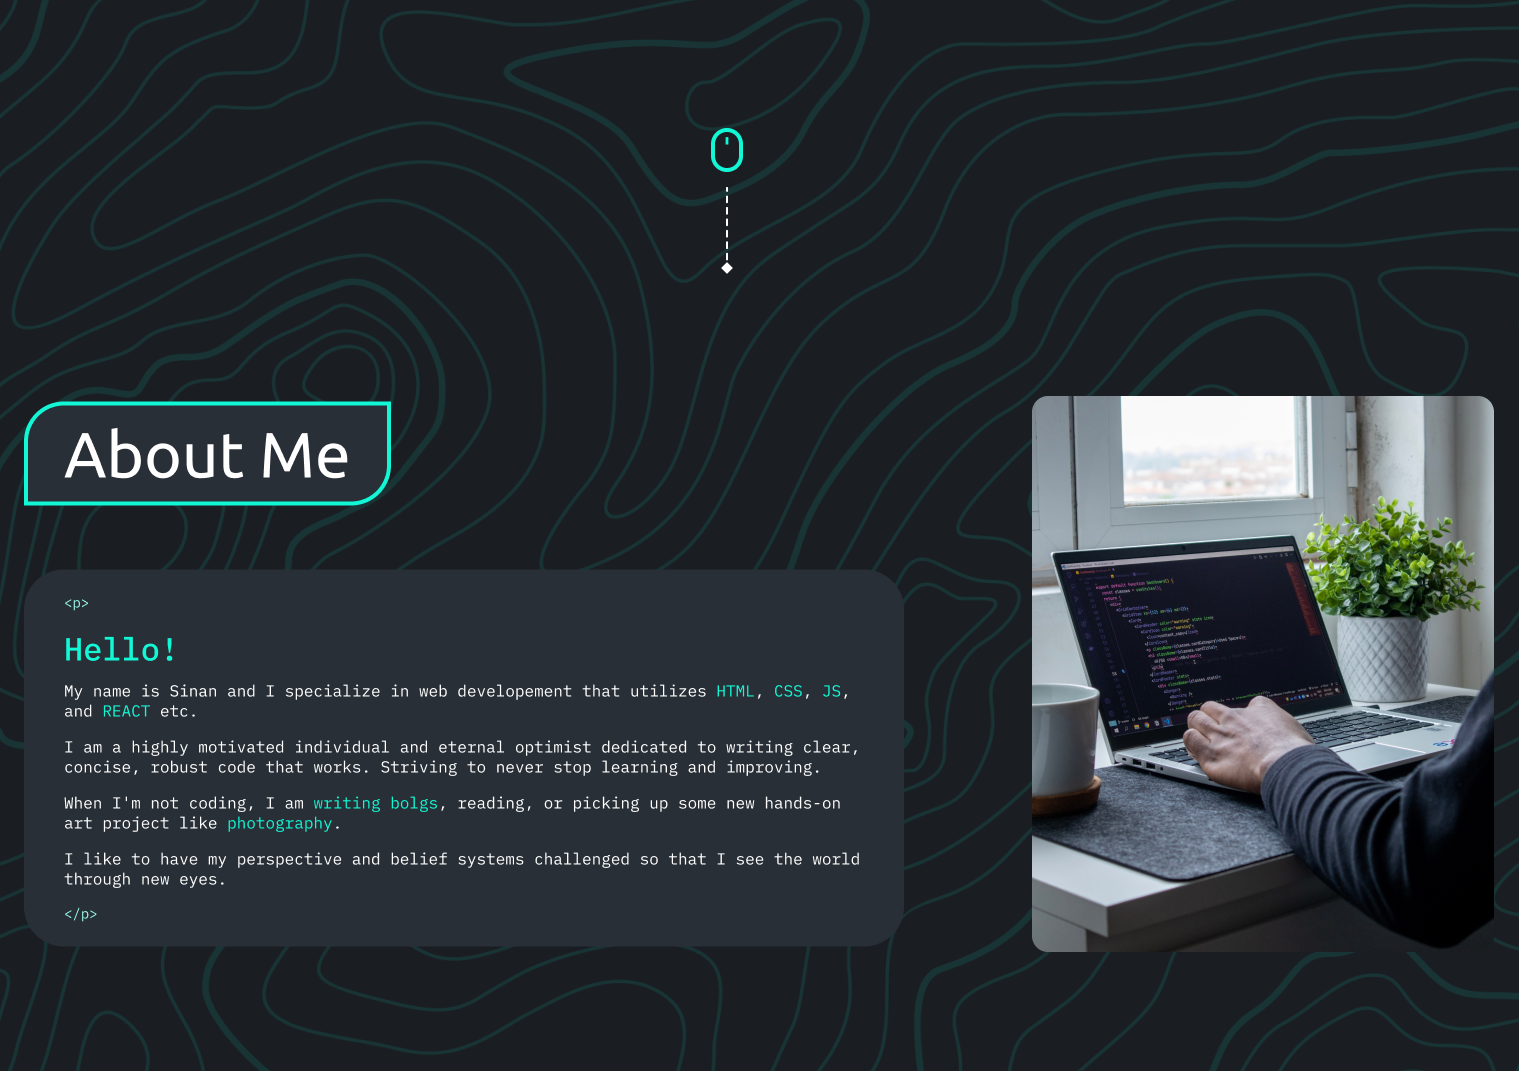 About Me
<p>
Hello!
My name is Sinan and I specialize in web developement that utilizes HTML, CSS, JS,
and REACT etc.
I am a highly motivated individual and eternal optimist dedicated to writing clear,
concise, robust code that works. Striving to never stop learning and improving.
When I'm not coding, I am writing bolgs, reading, or picking up some new hands-on
art project like photography.
I like to have my perspective and belief systems challenged so that I see the world
through new eyes.
</p>